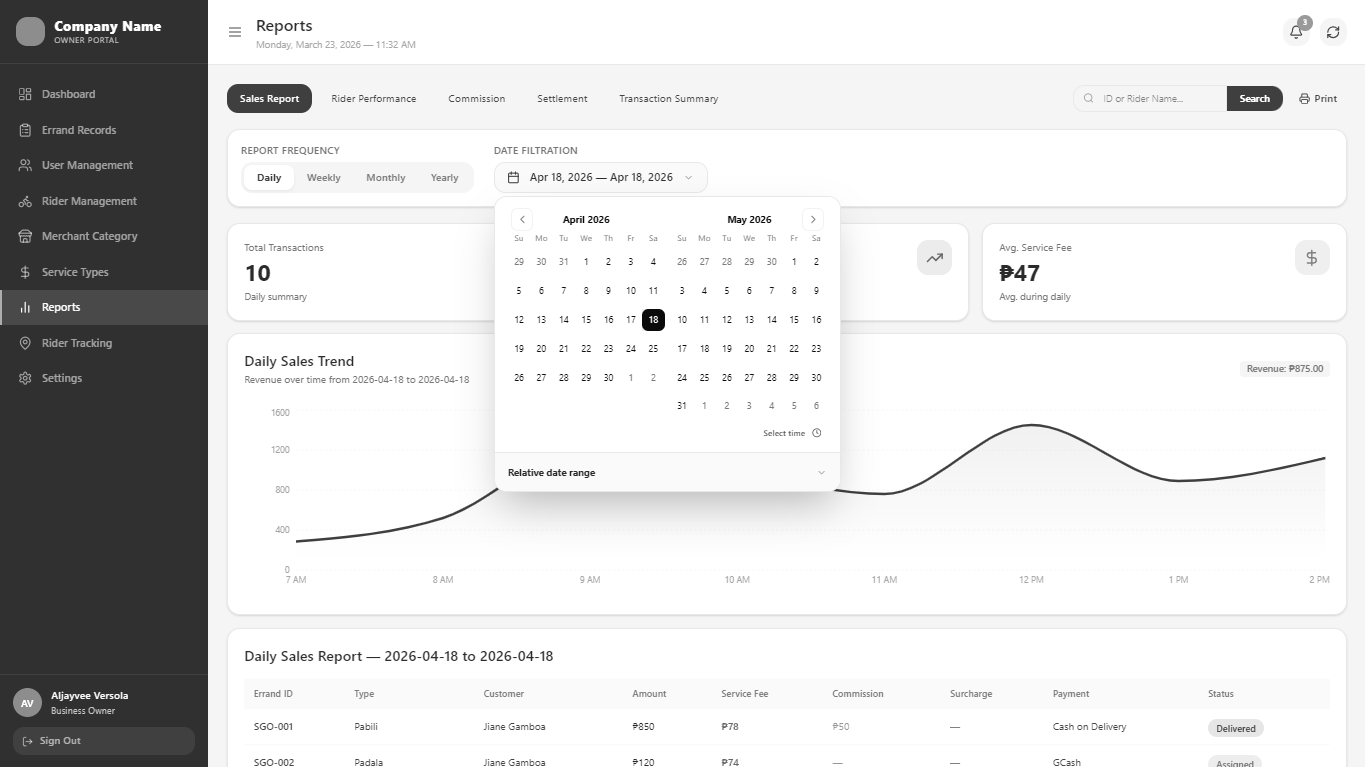 Company Name
OWNER PORTAL
Dashboard
Errand Records
User Management
Rider Management
Merchant Category
Service Types
Reports
Rider Tracking
Settings
AV
Aljayvee Versola
Business Owner
Sign Out
Reports
Monday, March 23, 2026 — 11:32 AM
3
Sales Report Rider Performance Commission Settlement Transaction Summary
ID or Rider Name... Search Print
REPORT FREQUENCY
Daily Weekly Monthly Yearly
DATE FILTRATION
Apr 18, 2026 — Apr 18, 2026
April 2026
Su Mo Tu We Th Fr Sa
29 30 31 1 2 3 4
5 6 7 8 9 10 11
12 13 14 15 16 17 18
19 20 21 22 23 24 25
26 27 28 29 30 1 2
May 2026
Su Mo Tu We Th Fr Sa
26 27 28 29 30 1 2
3 4 5 6 7 8 9
10 11 12 13 14 15 16
17 18 19 20 21 22 23
24 25 26 27 28 29 30
31 1 2 3 4 5 6
Select time
Relative date range
Total Transactions
10
Daily summary
Avg. Service Fee
₱47
Avg. during daily
Daily Sales Trend
Revenue over time from 2026-04-18 to 2026-04-18
Revenue: ₱875.00
1600
1200
800
400
0
7 AM 8 AM 9 AM 10 AM 11 AM 12 PM 1 PM 2 PM
Daily Sales Report — 2026-04-18 to 2026-04-18
Errand ID Type Customer Amount Service Fee Commission Surcharge Payment Status
SGO-001 Pabili Jiane Gamboa ₱850 ₱78 ₱50 — Cash on Delivery Delivered
SGO-002 Padala Jiane Gamboa ₱120 ₱74 — — GCash Assigned